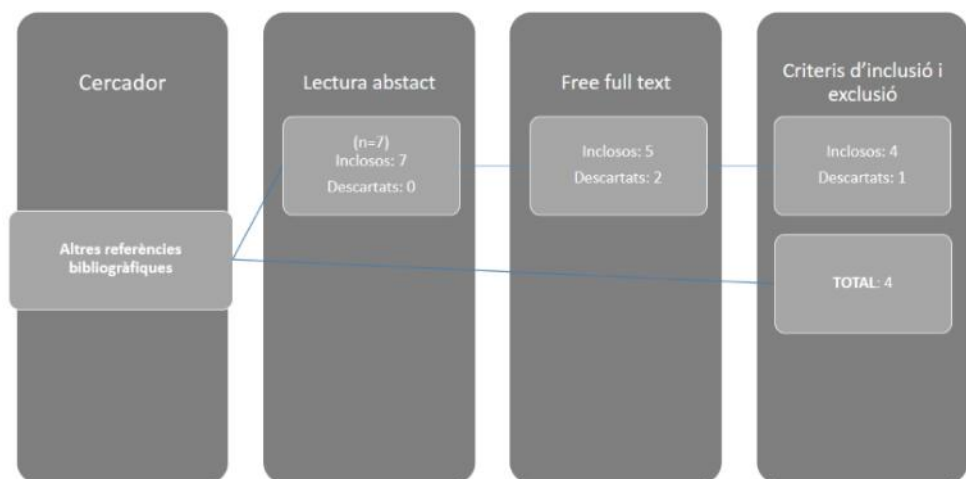 Cercador
Altres referències
bibliogràfiques
Lectura abstact
(n=7)
Inclosos: 7
Descartats: 0
Free full text
Inclosos: 5
Descartats: 2
Criteris d'inclusió i
exclusió
Inclosos: 4
Descartats: 1
TOTAL: 4